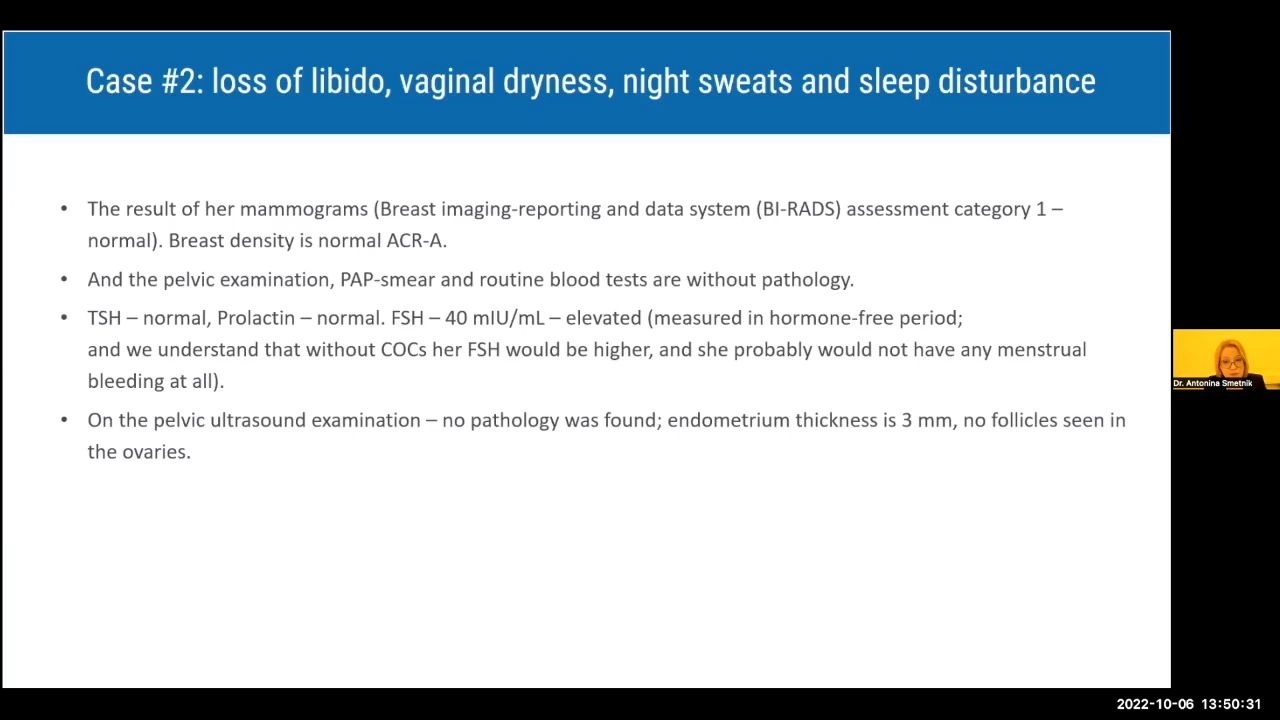 Case #2: loss of libido, vaginal dryness, night sweats and sleep disturbance
• The result of her mammograms (Breast imaging-reporting and data system (BI-RADS) assessment category 1 –
normal). Breast density is normal ACR-A.
• And the pelvic examination, PAP-smear and routine blood tests are without pathology.
• TSH – normal, Prolactin – normal. FSH – 40 mIU/mL – elevated (measured in hormone-free period;
and we understand that without COCs her FSH would be higher, and she probably would not have any menstrual
bleeding at all).
• On the pelvic ultrasound examination – no pathology was found; endometrium thickness is 3 mm, no follicles seen in
the ovaries.
Dr. Antonina Smetnik
2022-10-06 13:50:31